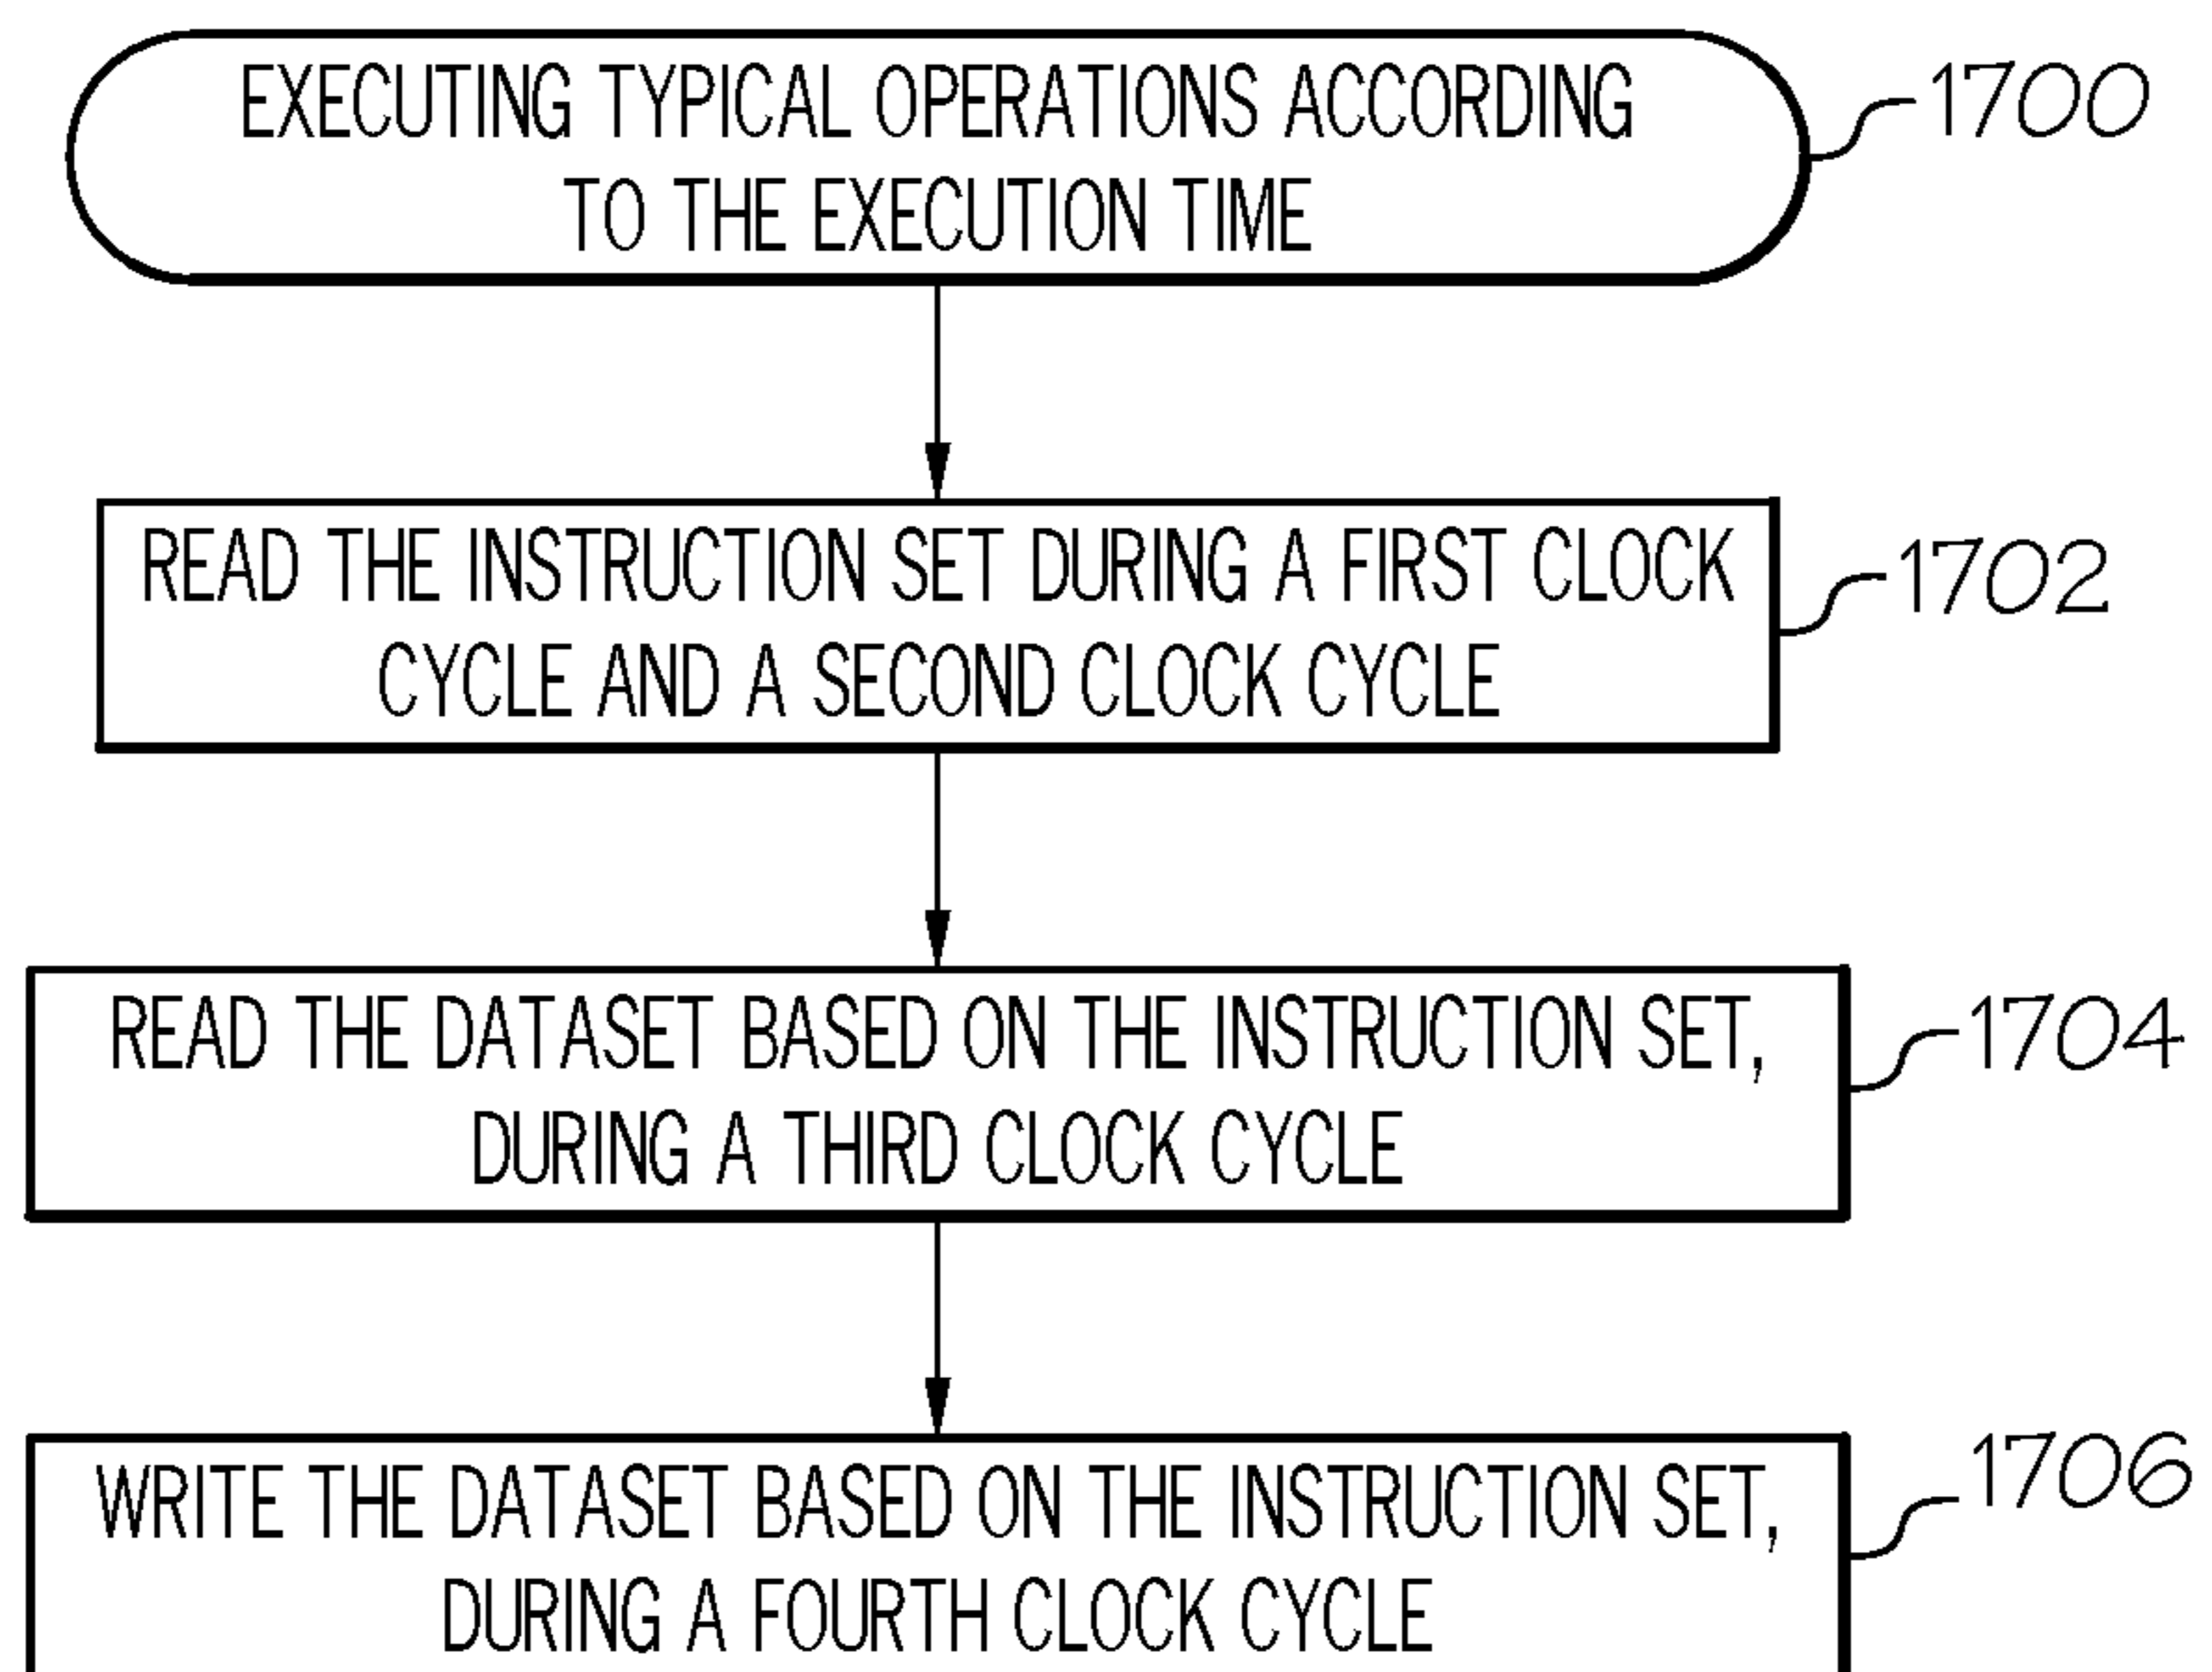 EXECUTING TYPICAL OPERATIONS ACCORDING
TO THE EXECUTION TIME
1700
READ THE INSTRUCTION SET DURING A FIRST CLOCK
CYCLE AND A SECOND CLOCK CYCLE
1702
READ THE DATASET BASED ON THE INSTRUCTION SET,
DURING A THIRD CLOCK CYCLE
1704
WRITE THE DATASET BASED ON THE INSTRUCTION SET,
DURING A FOURTH CLOCK CYCLE
1706